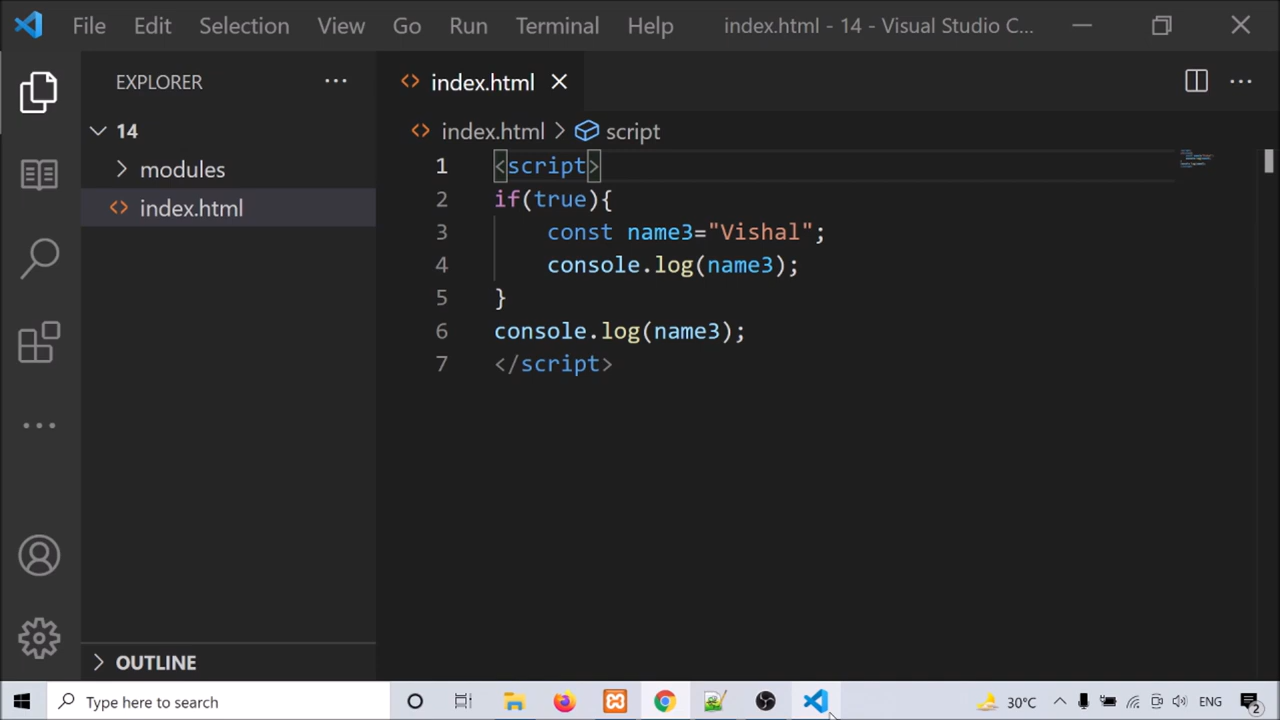 File Edit Selection View Go Run Terminal Help index.html - 14 - Visual Studio C...
EXPLORER
index.html
14
index.html > script
modules
index.html
1 <script>
2 if(true){
3 const name3="Vishal";
4 console.log(name3);
5 }
6 console.log(name3);
7 </script>
OUTLINE
Type here to search
30°C
ENG
2